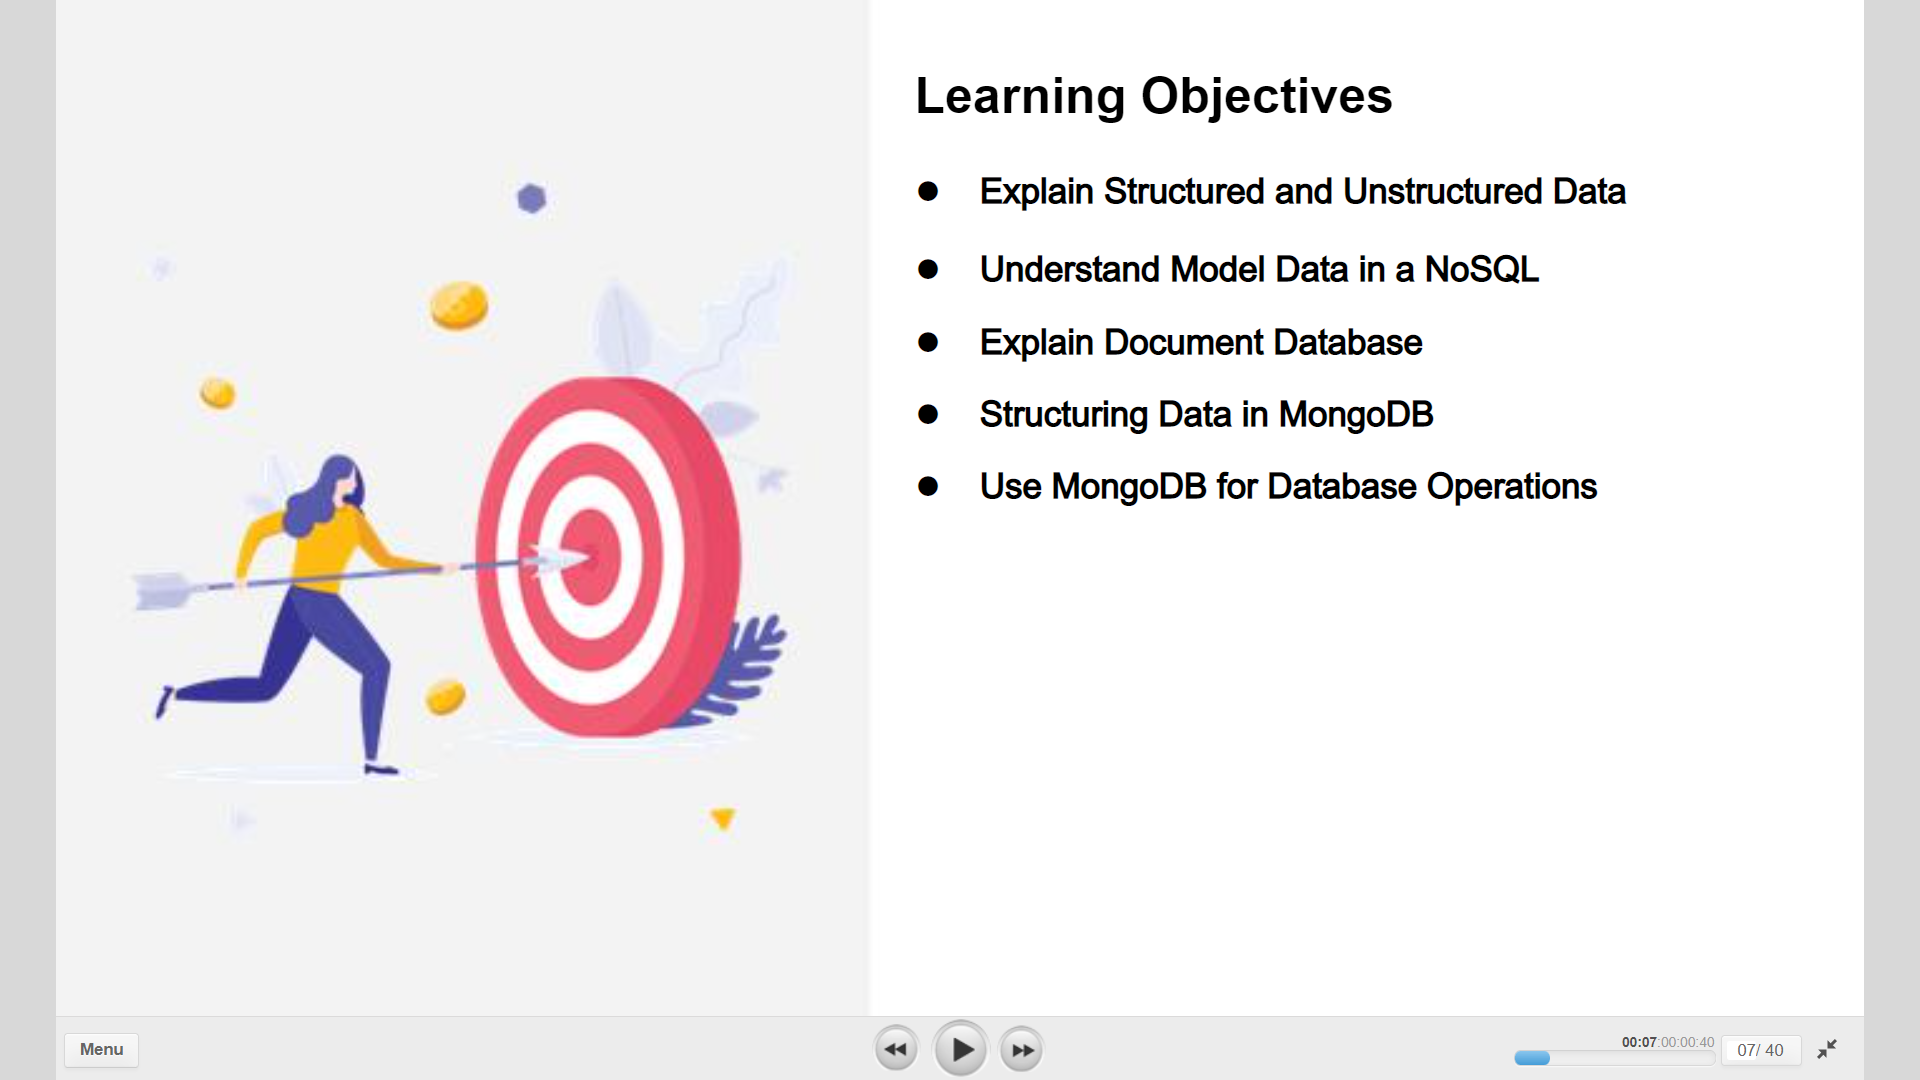 Learning Objectives
● Explain Structured and Unstructured Data
● Understand Model Data in a NoSQL
● Explain Document Database
● Structuring Data in MongoDB
● Use MongoDB for Database Operations
Menu
00:07:00:00:40
07/ 40